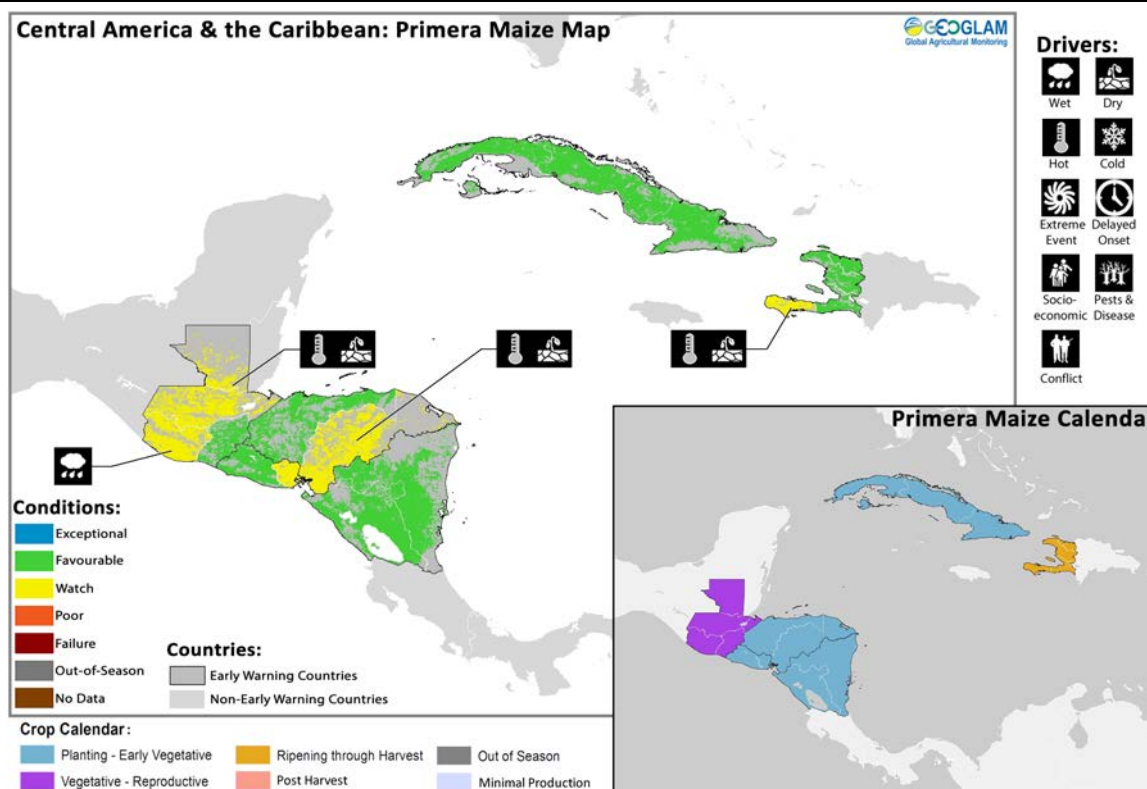 Central America & the Caribbean: Primera Maize Map
GEOGLAM
Global Agricultural Monitoring
Drivers:
Wet
Dry
Hot
Cold
Extreme
Event
Delayed
Onset
Socio-
economic
Pests &
Disease
Conflict
Conditions:
Exceptional
Favourable
Watch
Poor
Failure
Out-of-Season
No Data
Countries:
Early Warning Countries
Non-Early Warning Countries
Primera Maize Calenda
Crop Calendar:
Planting - Early Vegetative
Vegetative - Reproductive
Ripening through Harvest
Post Harvest
Out of Season
Minimal Production